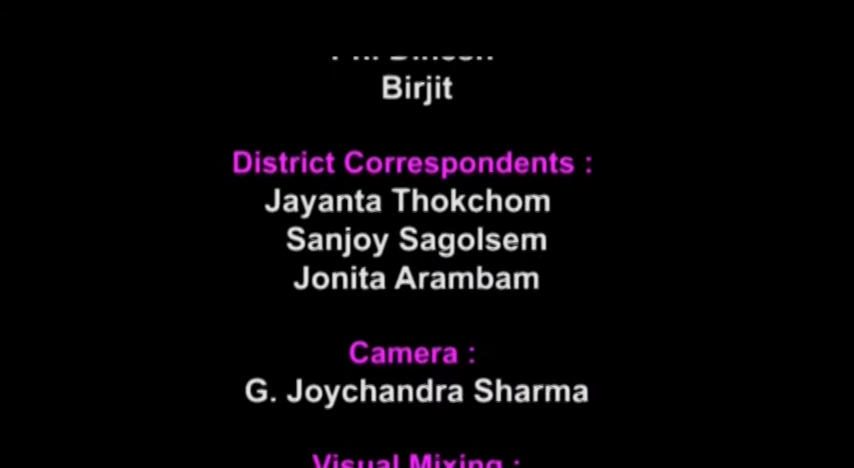 Birjit
District Correspondents :
Jayanta Thokchom
Sanjoy Sagolsem
Jonita Arambam
Camera :
G. Joychandra Sharma
Visual Mixing :